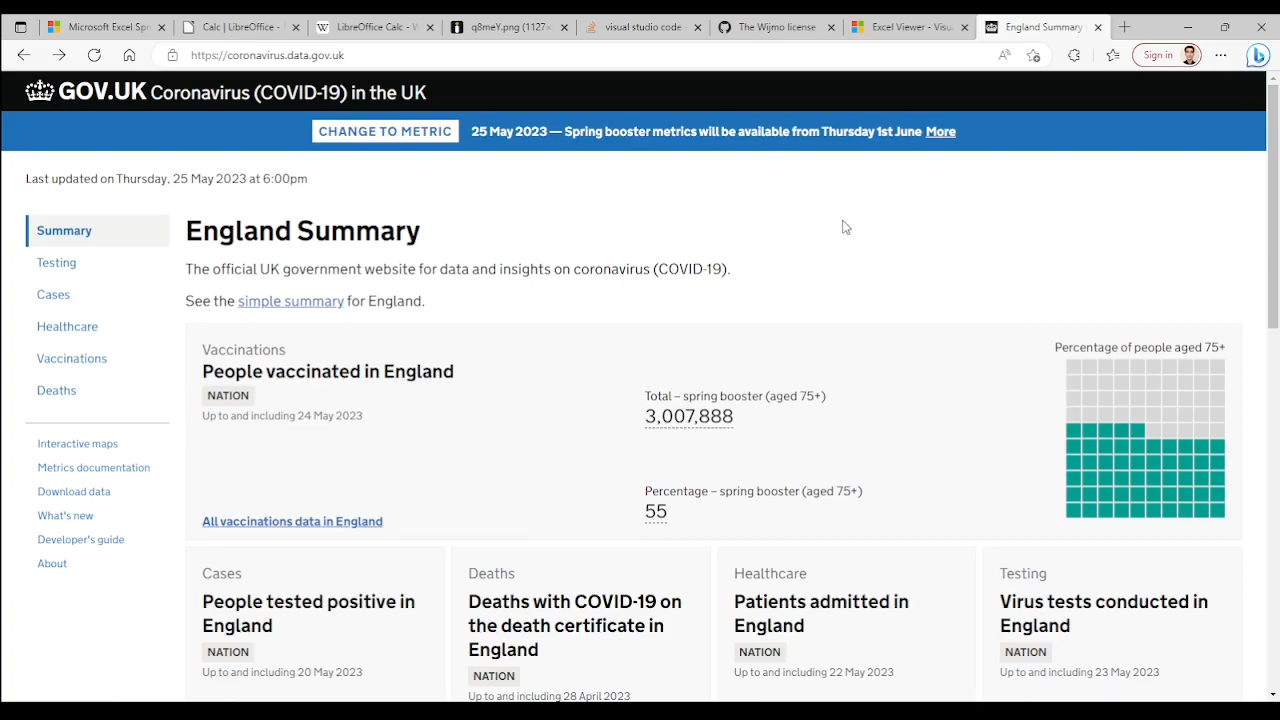 Microsoft Excel Spr
Calc | LibreOffice -
LibreOffice Calc - W
q8meY.png (1127×
visual studio code -
The Wijmo license
Excel Viewer - Visu
England Summary
https://coronavirus.data.gov.uk
Sign in
GOV.UK Coronavirus (COVID-19) in the UK
CHANGE TO METRIC
25 May 2023 — Spring booster metrics will be available from Thursday 1st June More
Last updated on Thursday, 25 May 2023 at 6:00pm
Summary
Testing
Cases
Healthcare
Vaccinations
Deaths
Interactive maps
Metrics documentation
Download data
What's new
Developer's guide
About
England Summary
The official UK government website for data and insights on coronavirus (COVID-19).
See the simple summary for England.
Vaccinations
People vaccinated in England
NATION
Up to and including 24 May 2023
All vaccinations data in England
Total – spring booster (aged 75+)
3,007,888
Percentage – spring booster (aged 75+)
55
Percentage of people aged 75+
Cases
People tested positive in
England
NATION
Up to and including 20 May 2023
Deaths
Deaths with COVID-19 on
the death certificate in
England
NATION
Up to and including 28 April 2023
Healthcare
Patients admitted in
England
NATION
Up to and including 22 May 2023
Testing
Virus tests conducted in
England
NATION
Up to and including 23 May 2023